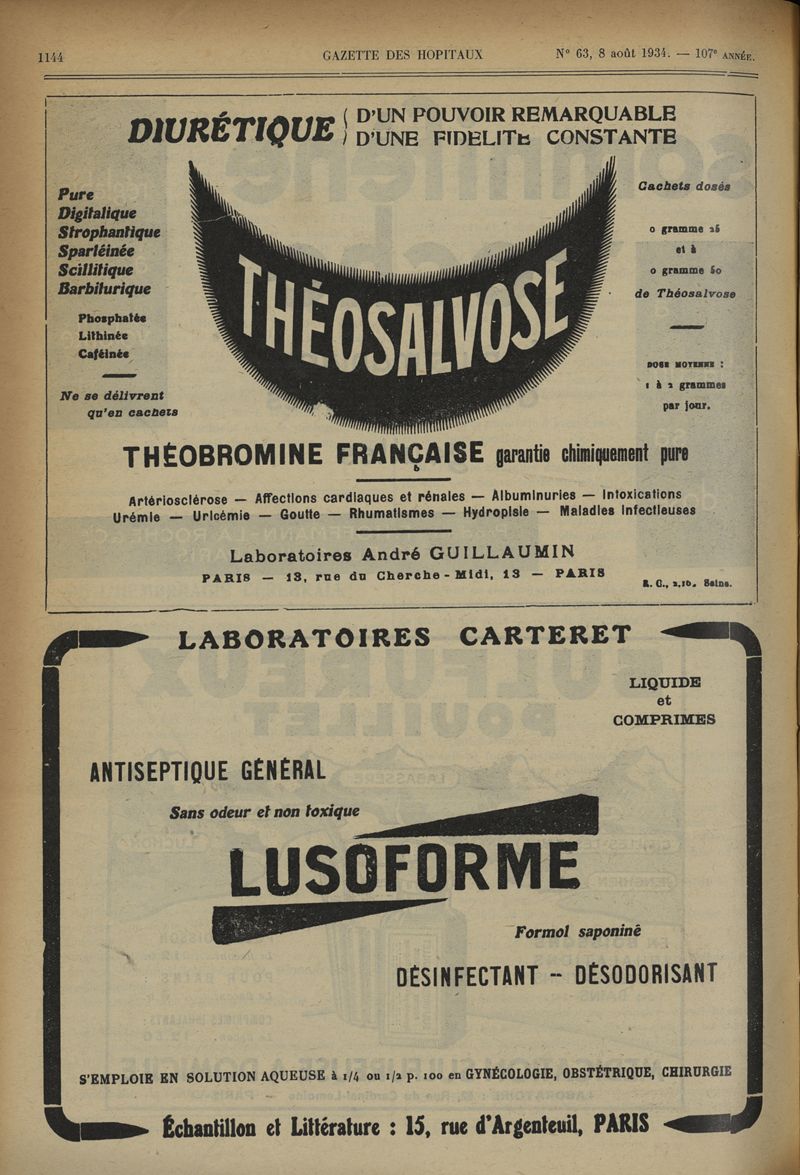 1144
GAZETTE DES HOPITAUX
N° 63, 8 août 1934. — 107e ANNÉE.
DIURÉTIQUE
D'UN POUVOIR REMARQUABLE
D'UNE FIDELITÉ CONSTANTE
Pure
Digitalique
Strophantique
Spartéinée
Scillitique
Barbiturique
Phosphatée
Lithinée
Caféinée
Ne se délivrent
qu'en cachets
THÉOSALVOSE
Cachets dosés
0 gramme 25
et à
0 gramme 50
de Théosalvose
DOSE MOYENNE :
1 à 2 grammes
par jour.
THÉOBROMINE FRANÇAISE garantie chimiquement pure
Artériosclérose — Affections cardiaques et rénales — Albuminuries — Intoxications
Urémie — Uricémie — Goutte — Rhumatismes — Hydropisie — Maladies Infectieuses
Laboratoires André GUILLAUMIN
PARIS — 13, rue du Cherche-Midi, 13 — PARIS
R. C., 2.160. Seine.
LABORATOIRES CARTERET
LIQUIDE
et
COMPRIMES
ANTISEPTIQUE GÉNÉRAL
Sans odeur et non toxique
LUSOFORME
Formol saponiné
DÉSINFECTANT -- DÉSODORISANT
S'EMPLOIE EN SOLUTION AQUEUSE à 1/4 ou 1/2 p. 100 en GYNÉCOLOGIE, OBSTÉTRIQUE, CHIRURGIE
Échantillon et Littérature : 15, rue d'Argenteuil, PARIS